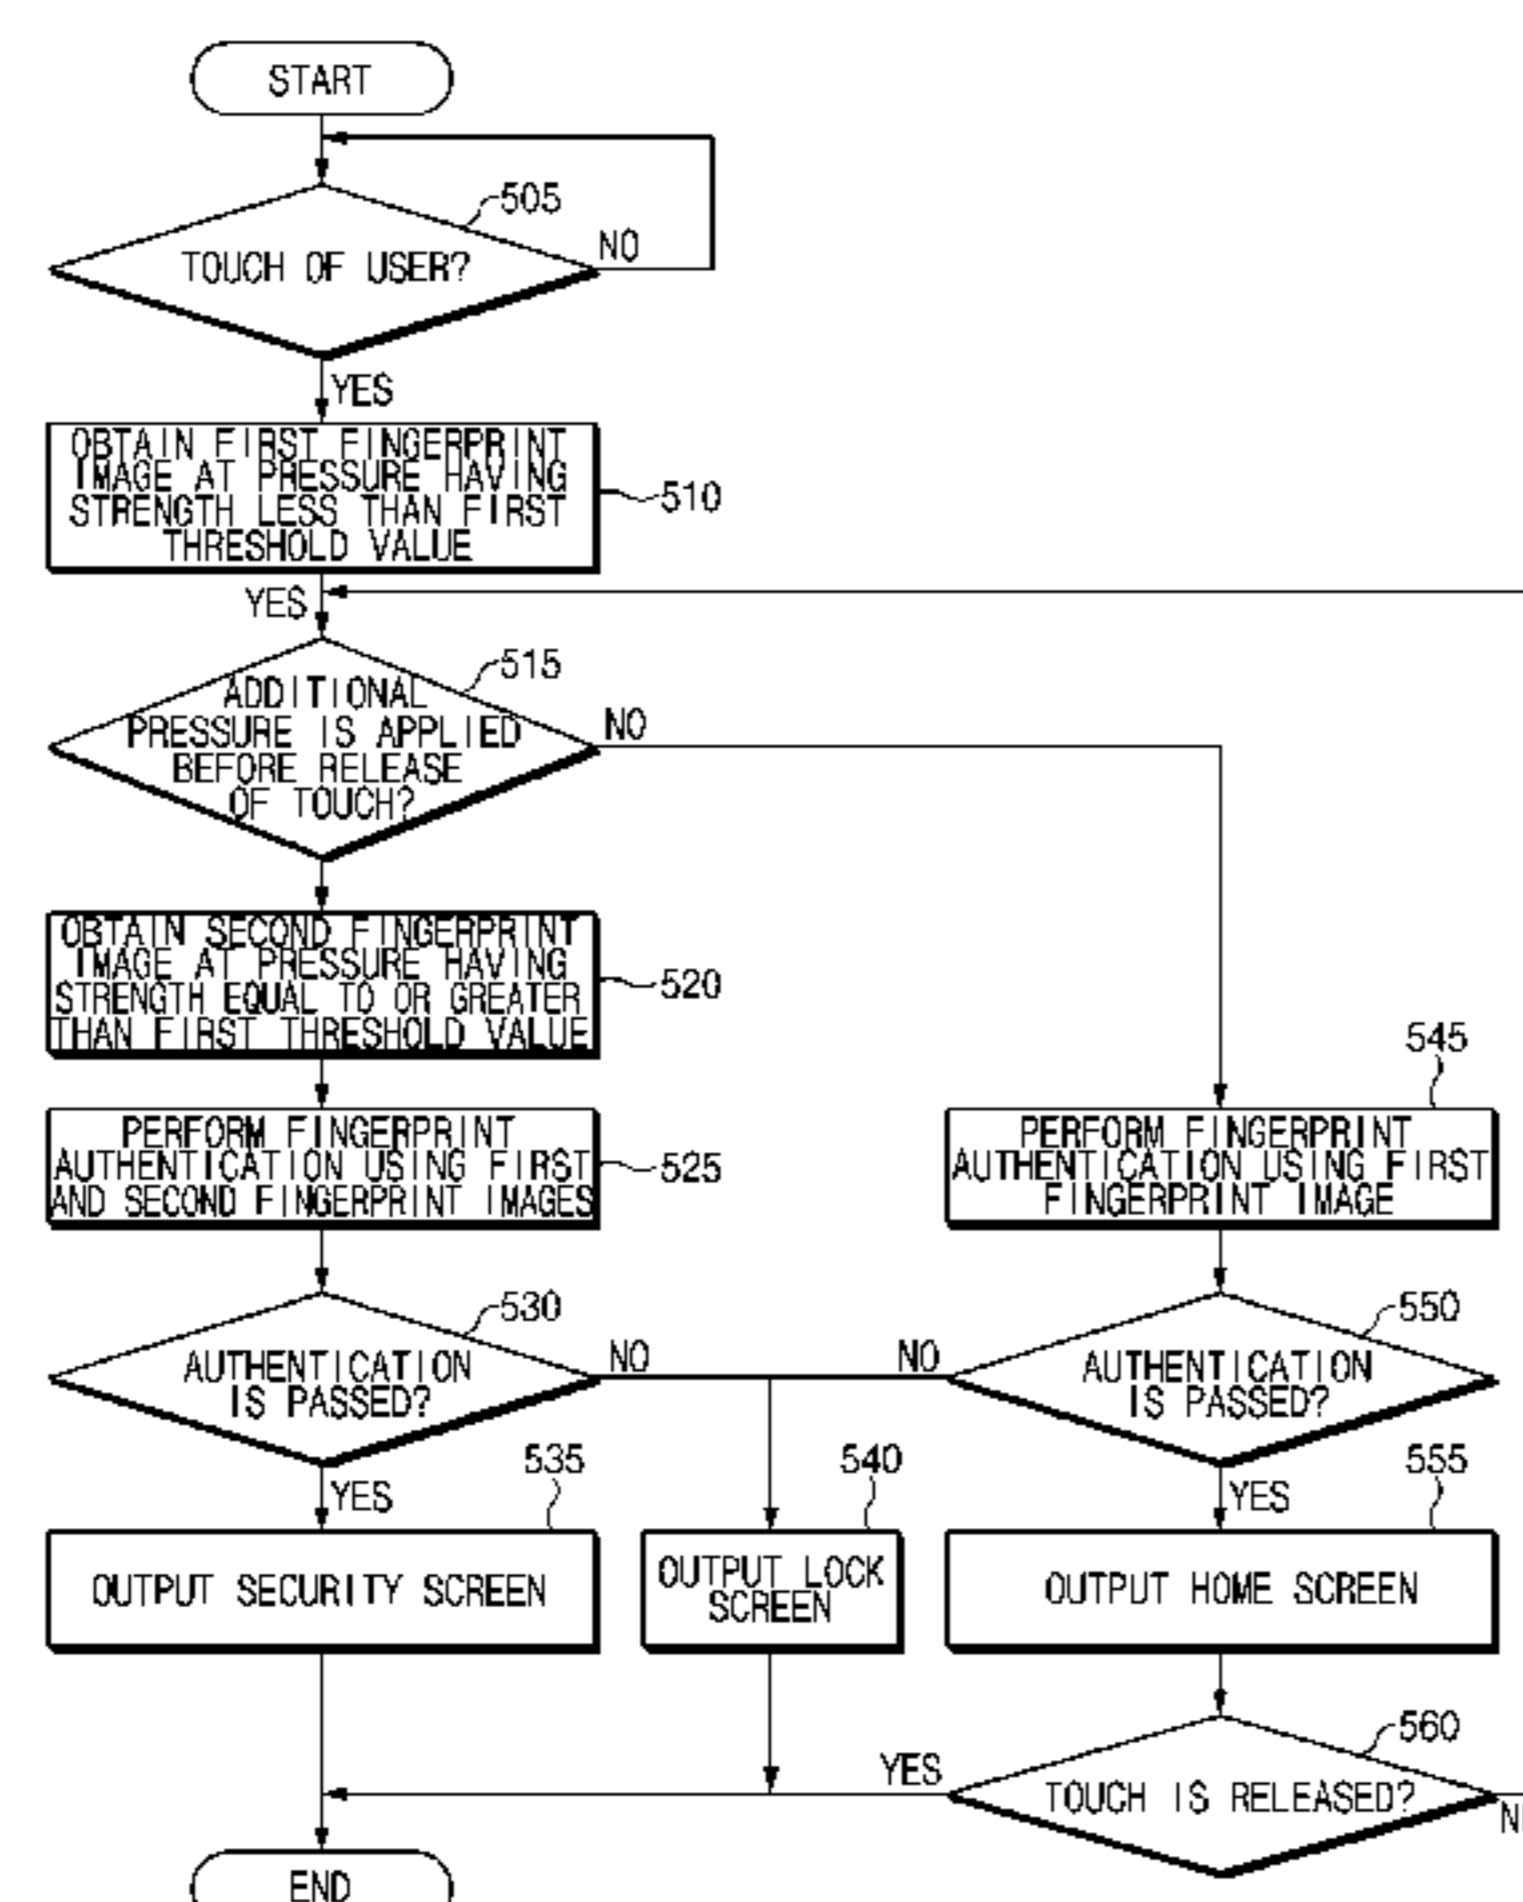 START
505
TOUCH OF USER?
NO
YES
OBTAIN FIRST FINGERPRINT
IMAGE AT PRESSURE HAVING
STRENGTH LESS THAN FIRST
THRESHOLD VALUE
510
YES
515
ADDITIONAL
PRESSURE IS APPLIED
BEFORE RELEASE
OF TOUCH?
NO
OBTAIN SECOND FINGERPRINT
IMAGE AT PRESSURE HAVING
STRENGTH EQUAL TO OR GREATER
THAN FIRST THRESHOLD VALUE
520
545
PERFORM FINGERPRINT
AUTHENTICATION USING FIRST
AND SECOND FINGERPRINT IMAGES
525
PERFORM FINGERPRINT
AUTHENTICATION USING FIRST
FINGERPRINT IMAGE
530
AUTHENTICATION
IS PASSED?
NO
NO
550
AUTHENTICATION
IS PASSED?
YES
535
540
YES
555
OUTPUT SECURITY SCREEN
OUTPUT LOCK
SCREEN
OUTPUT HOME SCREEN
560
YES
TOUCH IS RELEASED?
END